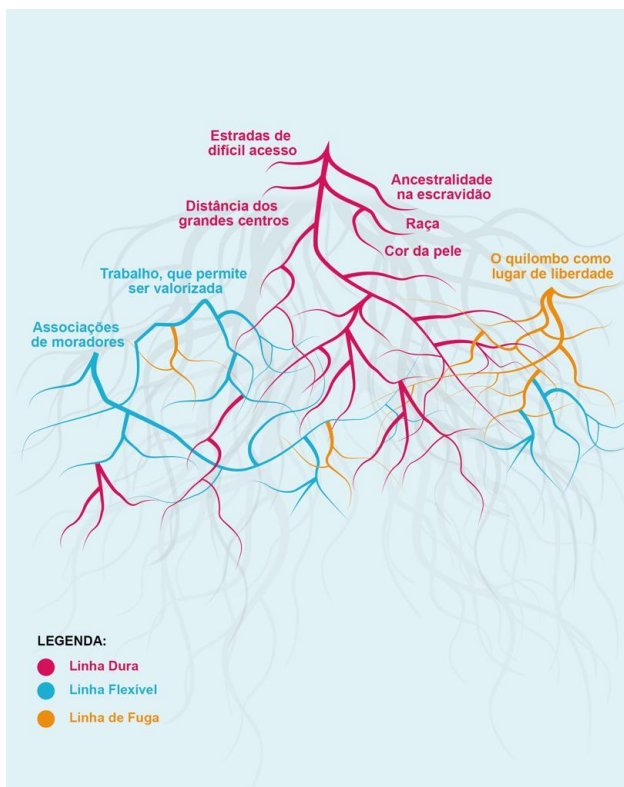 Estradas de
difícil acesso
Ancestralidade
na escravidão
Distância dos
grandes centros
Raça
Cor da pele
O quilombo como
lugar de liberdade
Trabalho, que permite
ser valorizada
Associações
de moradores
LEGENDA:
Linha Dura
Linha Flexível
Linha de Fuga